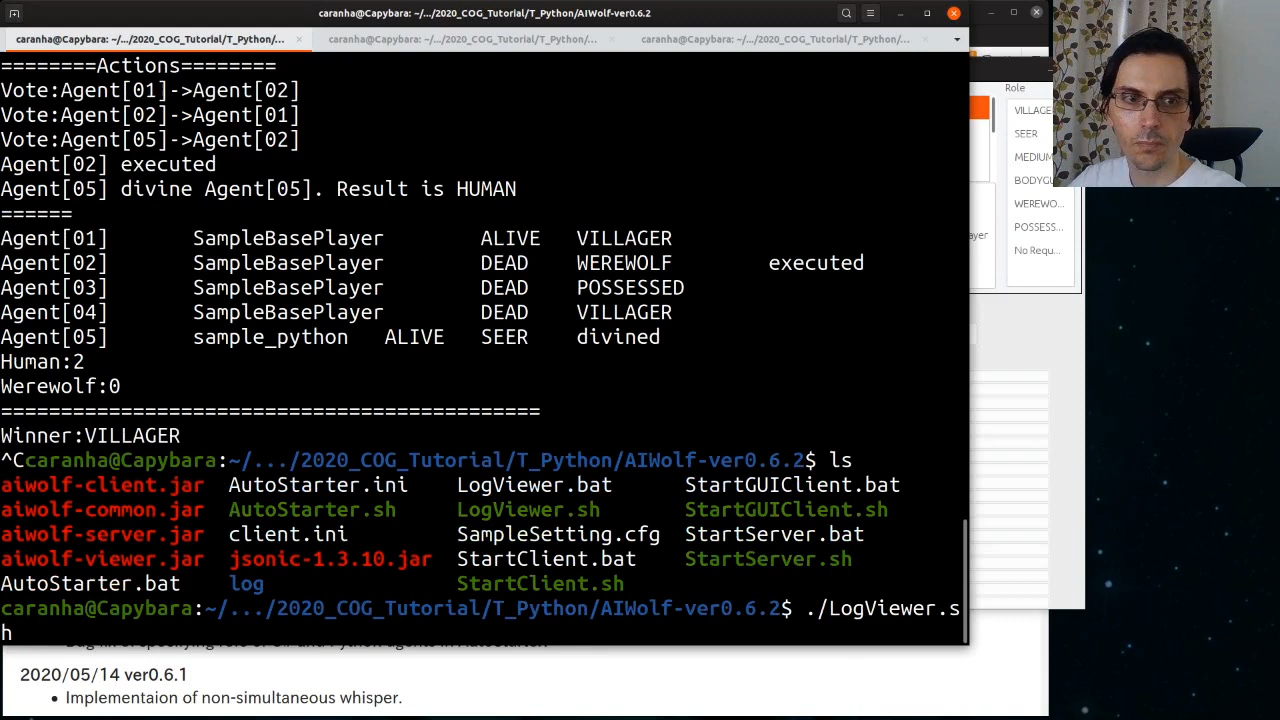 caranha@Capybara: ~/.../2020_COG_Tutorial/T_Python/AIWolf-ver0.6.2
caranha@Capybara: ~/.../2020_COG_Tutorial/T_Python/...
caranha@Capybara: ~/.../2020_COG_Tutorial/T_Python/...
caranha@Capybara: ~/.../2020_COG_Tutorial/T_Python/...
========Actions========
Vote:Agent[01]->Agent[02]
Vote:Agent[02]->Agent[01]
Vote:Agent[05]->Agent[02]
Agent[02] executed
Agent[05] divine Agent[05]. Result is HUMAN
======
Agent[01] SampleBasePlayer ALIVE VILLAGER
Agent[02] SampleBasePlayer DEAD WEREWOLF executed
Agent[03] SampleBasePlayer DEAD POSSESSED
Agent[04] SampleBasePlayer DEAD VILLAGER
Agent[05] sample_python ALIVE SEER divined
Human:2
Werewolf:0
=============================================
Winner:VILLAGER
^Ccaranha@Capybara:~/.../2020_COG_Tutorial/T_Python/AIWolf-ver0.6.2$ ls
aiwolf-client.jar AutoStarter.ini LogViewer.bat StartGUIClient.bat
aiwolf-common.jar AutoStarter.sh LogViewer.sh StartGUIClient.sh
aiwolf-server.jar client.ini SampleSetting.cfg StartServer.bat
aiwolf-viewer.jar jsonic-1.3.10.jar StartClient.bat StartServer.sh
AutoStarter.bat log StartClient.sh
caranha@Capybara:~/.../2020_COG_Tutorial/T_Python/AIWolf-ver0.6.2$ ./LogViewer.s
h
Role
VILLAGE
SEER
MEDIUM
BODYGU
WEREWO...
POSSESS...
No Requ...
ayer
2020/05/14 ver0.6.1
• Implementaion of non-simultaneous whisper.